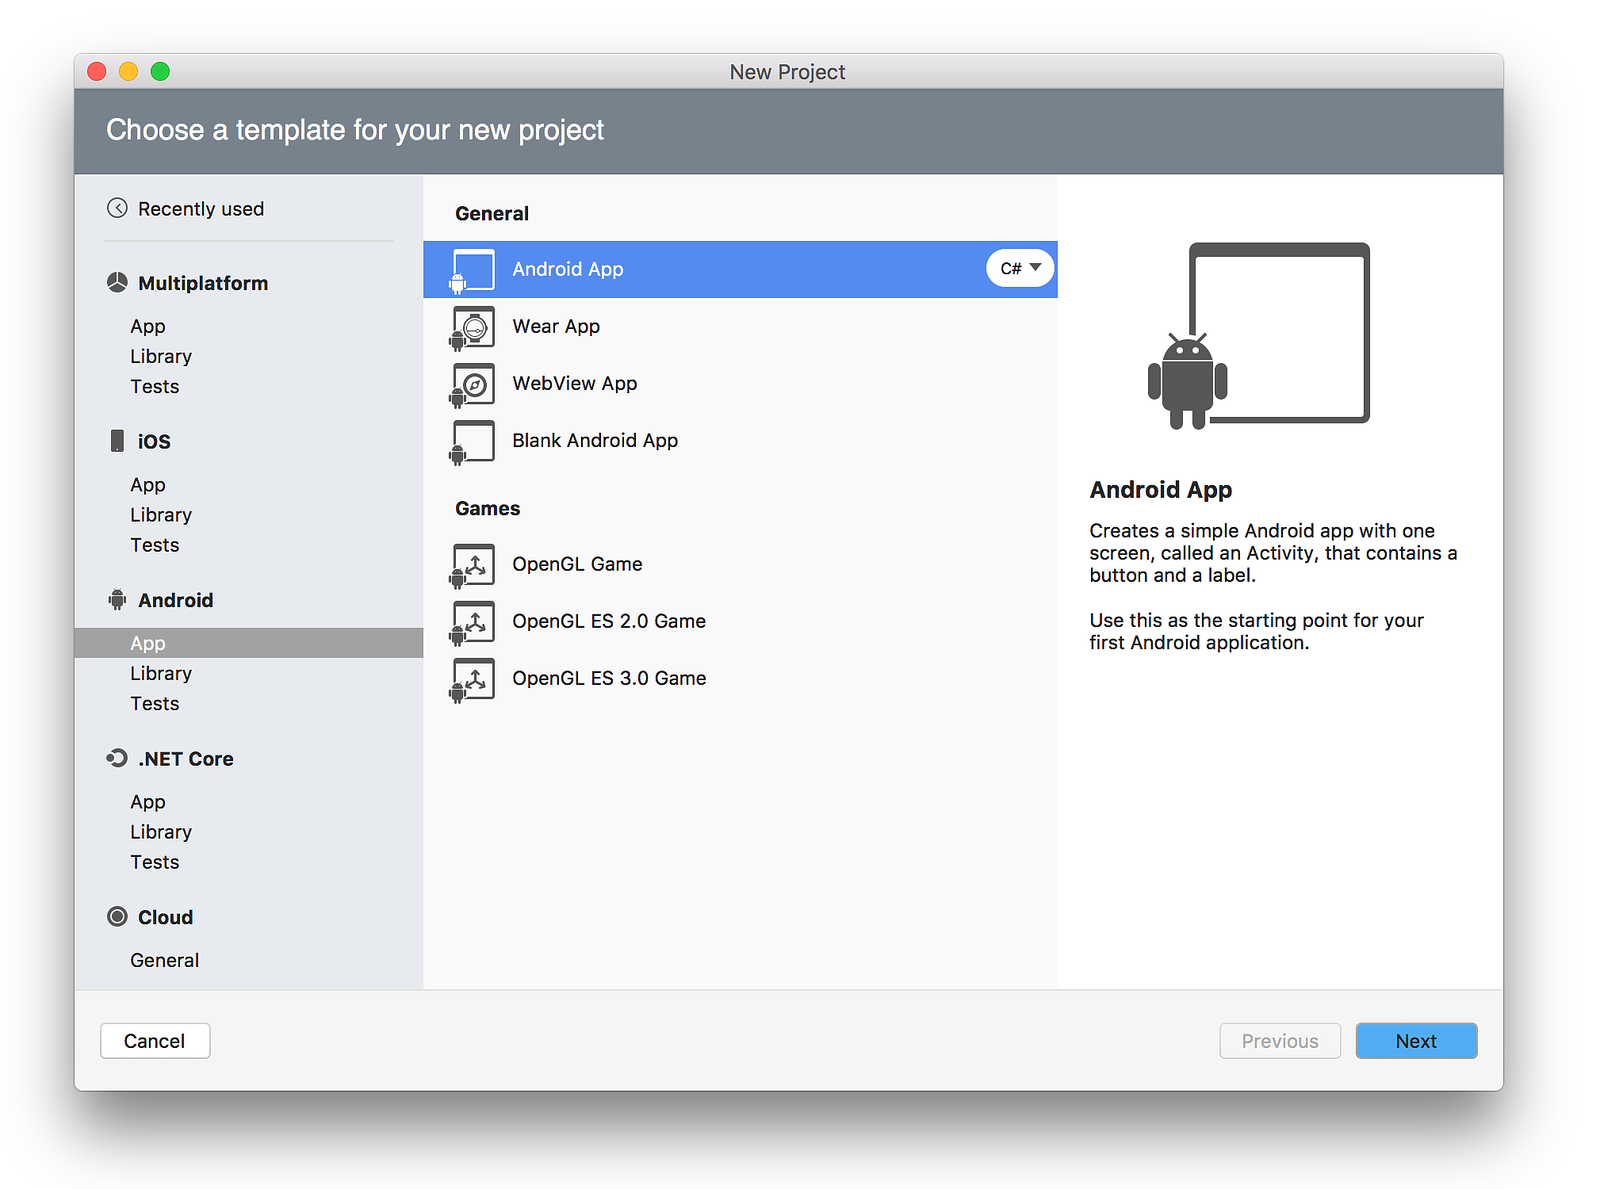 New Project
Choose a template for your new project
Recently used
Multiplatform
App
Library
Tests
iOS
App
Library
Tests
Android
App
Library
Tests
.NET Core
App
Library
Tests
Cloud
General
General
Android App
C#
Wear App
WebView App
Blank Android App
Games
OpenGL Game
OpenGL ES 2.0 Game
OpenGL ES 3.0 Game
Android App
Creates a simple Android app with one
screen, called an Activity, that contains a
button and a label.
Use this as the starting point for your
first Android application.
Cancel
Previous
Next